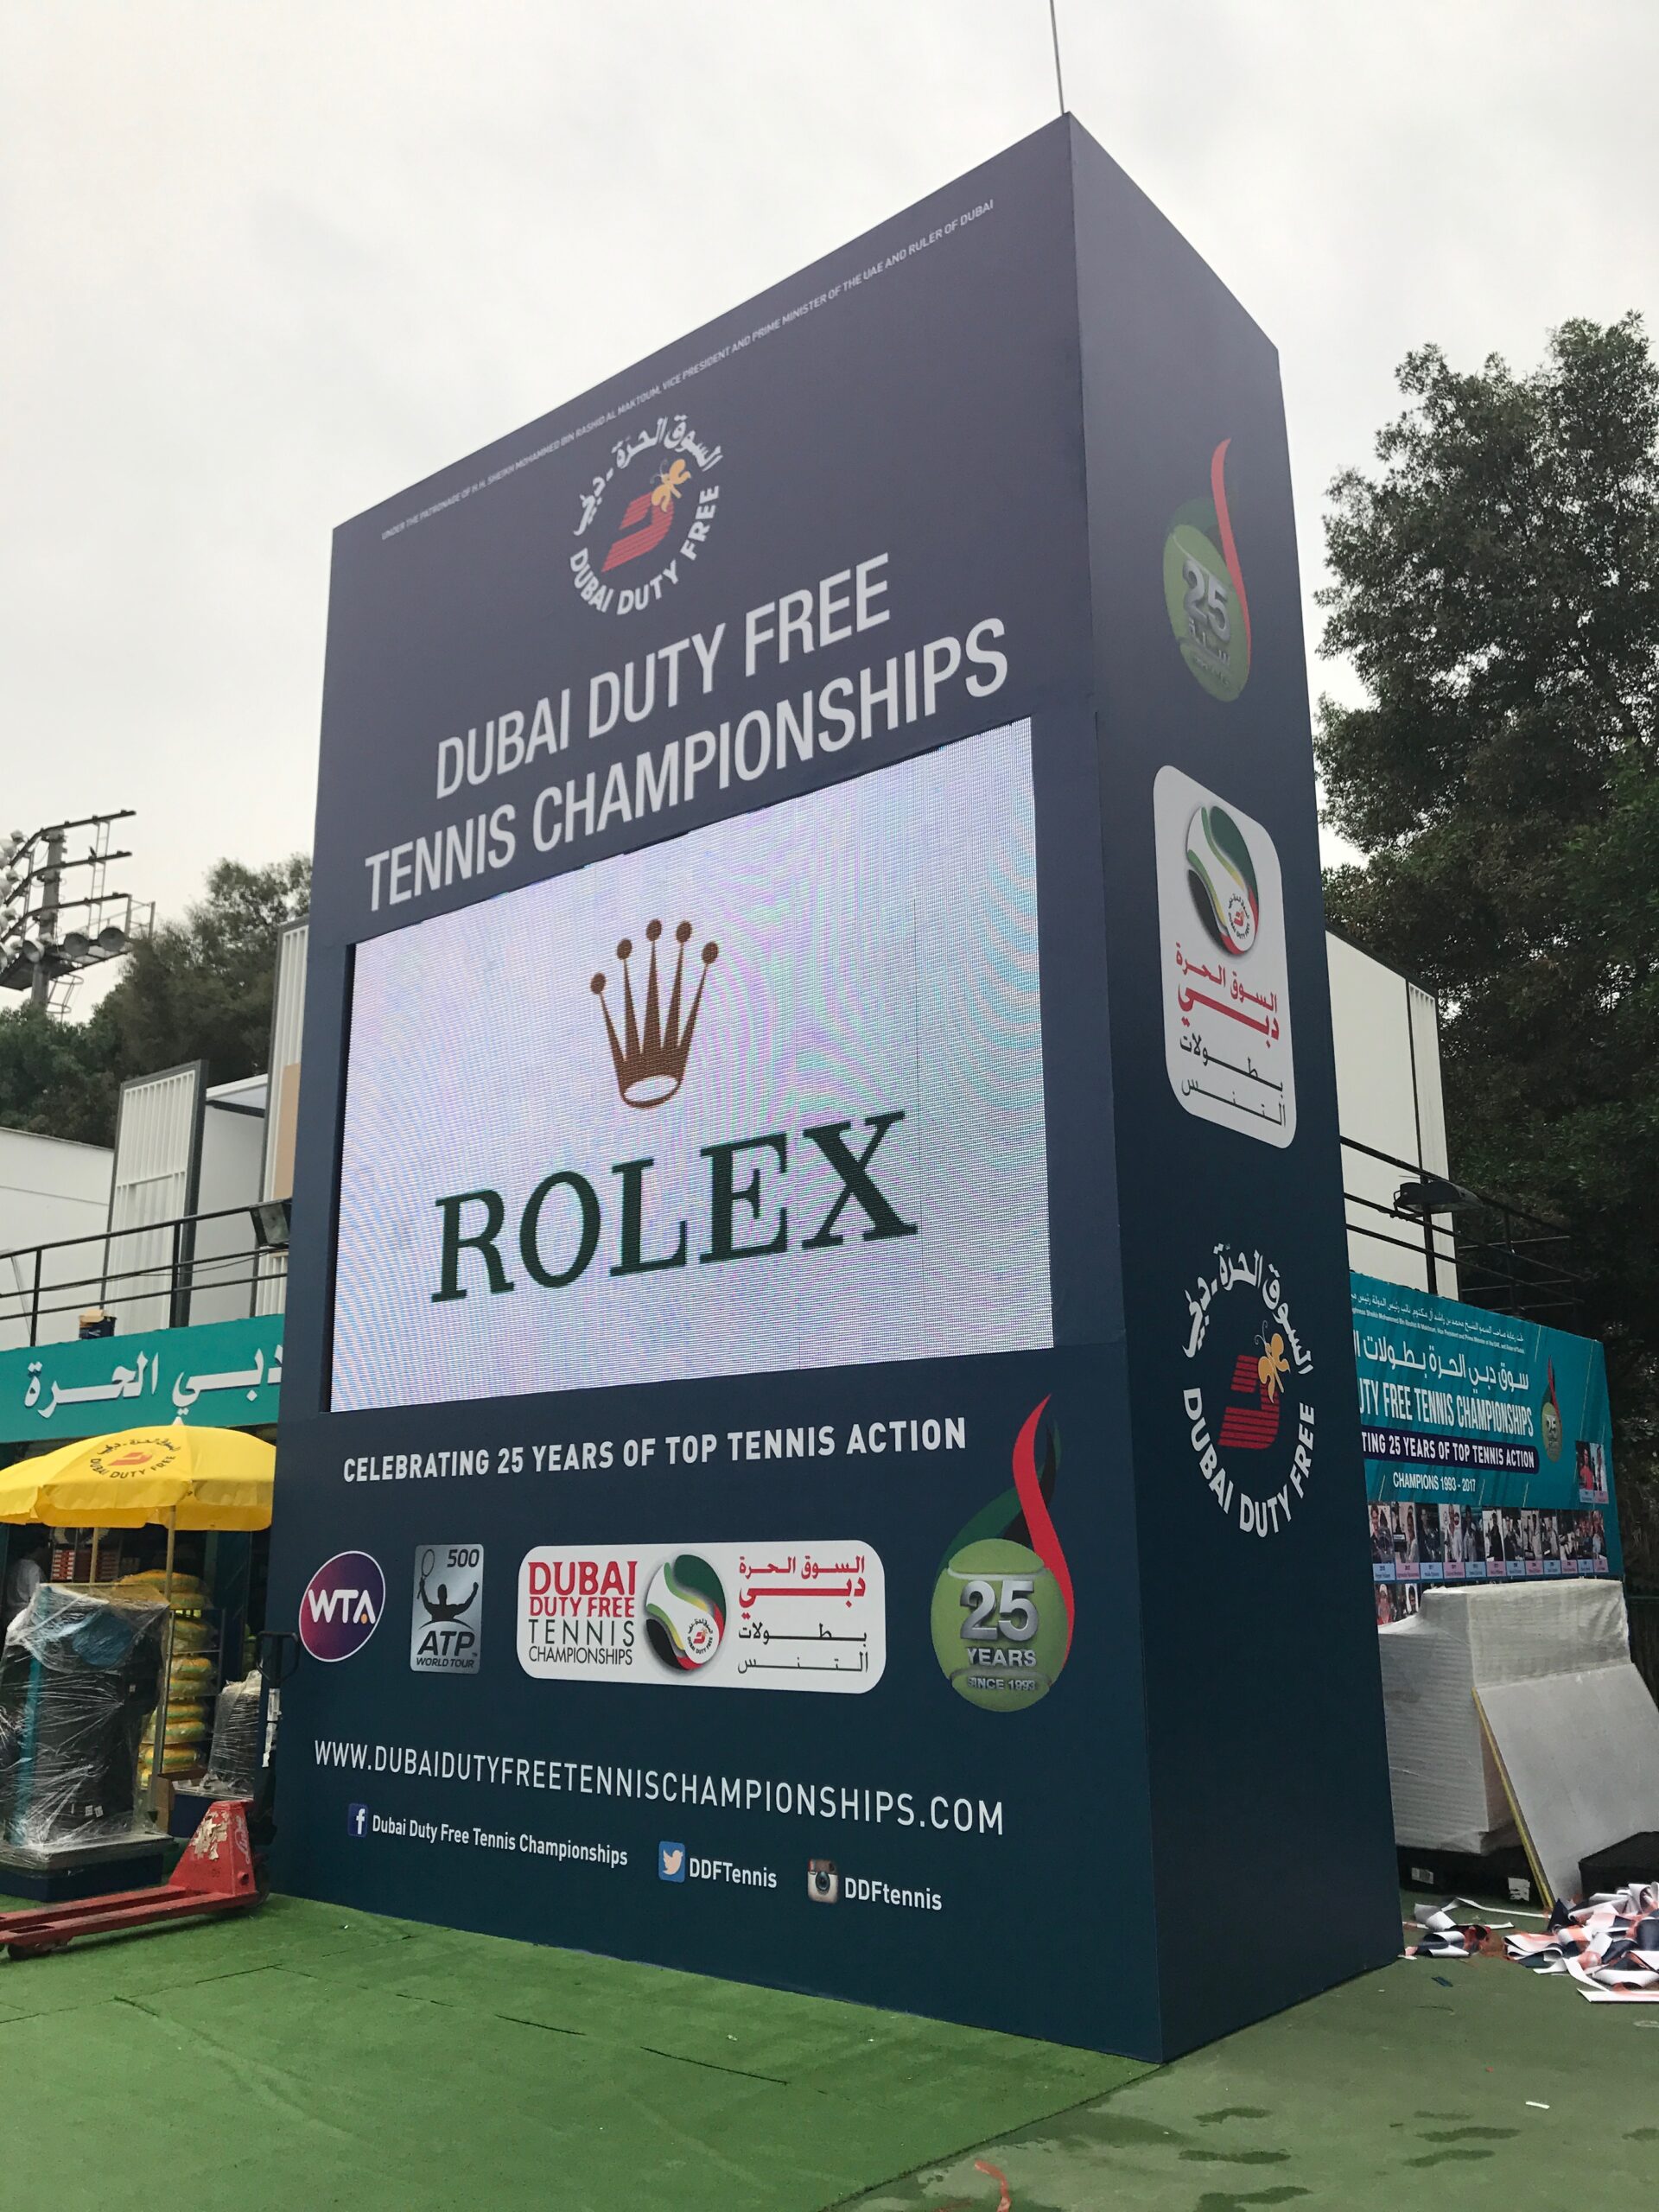 UNDER THE PATRONAGE OF H.H. SHEIKH MOHAMMED BIN RASHID AL MAKTOUM, VICE PRESIDENT AND PRIME MINISTER OF THE UAE AND RULER OF DUBAI
السوق الحرّة - دبي
DUBAI DUTY FREE
DUBAI DUTY FREE
TENNIS CHAMPIONSHIPS
ROLEX
CELEBRATING 25 YEARS OF TOP TENNIS ACTION
WTA
500
ATP
WORLD TOUR
DUBAI
DUTY FREE
TENNIS
CHAMPIONSHIPS
السوق الحرة
دبي
بطولات
التنس
25
YEARS
SINCE 1993
WWW.DUBAIDUTYFREETENNISCHAMPIONSHIPS.COM
f Dubai Duty Free Tennis Championships
DDFTennis
DDFtennis
25
السوق الحرة
دبي
بطولات
التنس
السوق الحرّة - دبي
DUBAI DUTY FREE
دبي الحرة
DUBAI DUTY FREE
سوق دبي الحرة بطولات
UTY FREE TENNIS CHAMPIONSHIPS
TING 25 YEARS OF TOP TENNIS ACTION
CHAMPIONS 1993 - 2017
25